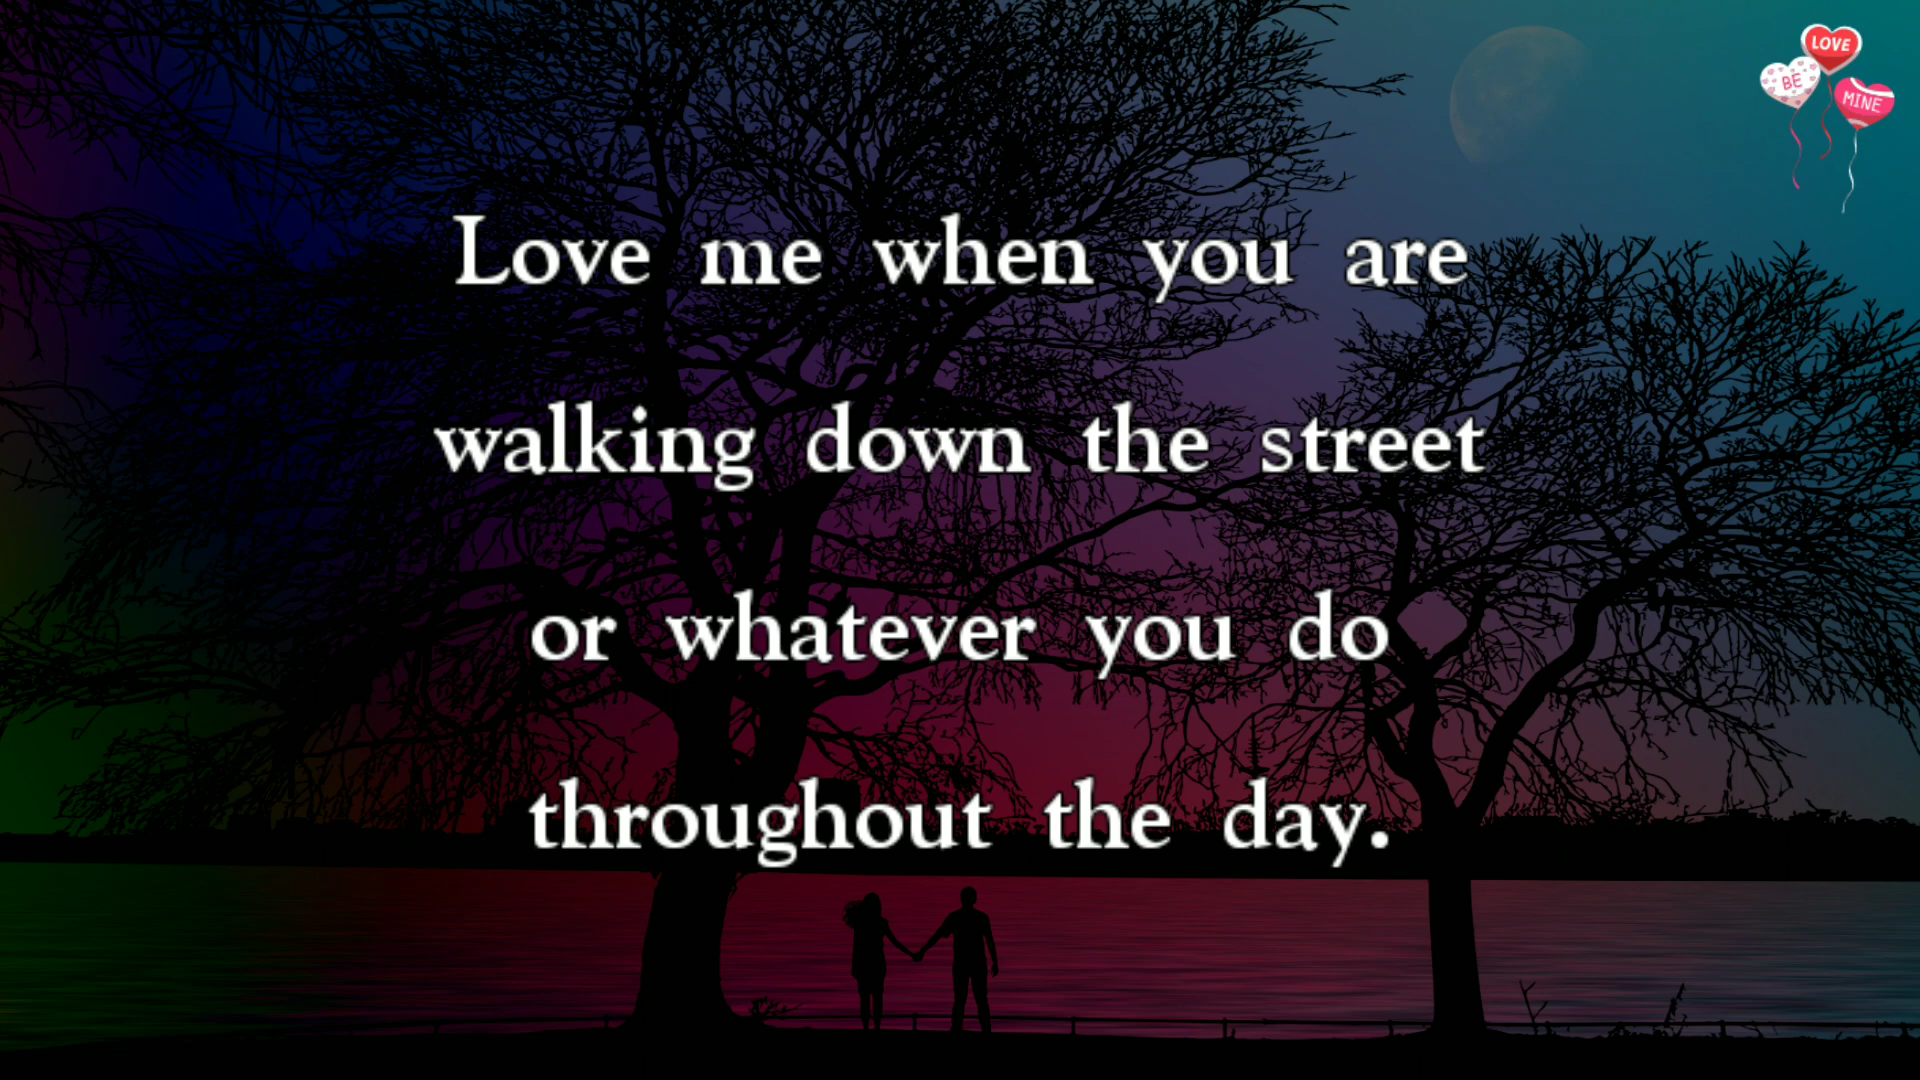 LOVE
BE
MINE
Love me when you are
walking down the street
or whatever you do
throughout the day.